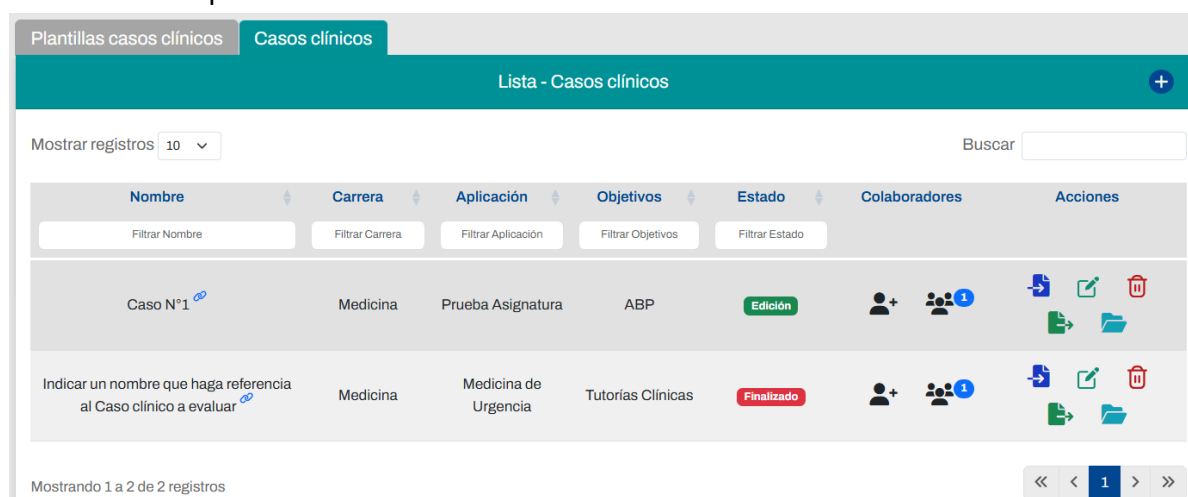 Plantillas casos clínicos Casos clínicos
Lista - Casos clínicos
Mostrar registros 10 Buscar
Nombre Carrera Aplicación Objetivos Estado Colaboradores Acciones
Filtrar Nombre Filtrar Carrera Filtrar Aplicación Filtrar Objetivos Filtrar Estado
Caso N°1 Medicina Prueba Asignatura ABP Edición 1
Indicar un nombre que haga referencia
al Caso clínico a evaluar Medicina Medicina de
Urgencia Tutorías Clínicas Finalizado 1
Mostrando 1 a 2 de 2 registros « < 1 > »